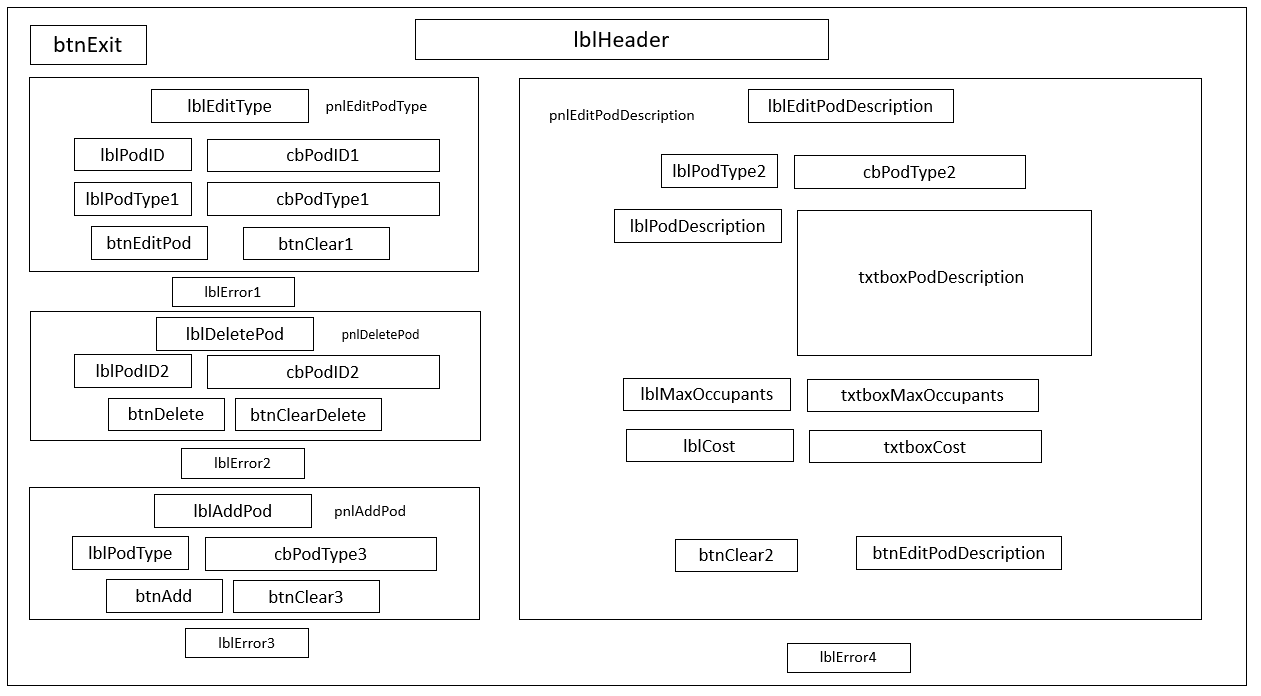 btnExit
lblHeader
lblEditType
pnlEditPodType
lblPodID
cbPodID1
lblPodType1
cbPodType1
btnEditPod
btnClear1
lblError1
lblDeletePod
pnlDeletePod
lblPodID2
cbPodID2
btnDelete
btnClearDelete
lblError2
lblAddPod
pnlAddPod
lblPodType
cbPodType3
btnAdd
btnClear3
lblError3
pnlEditPodDescription
lblEditPodDescription
lblPodType2
cbPodType2
lblPodDescription
txtboxPodDescription
lblMaxOccupants
txtboxMaxOccupants
lblCost
txtboxCost
btnClear2
btnEditPodDescription
lblError4